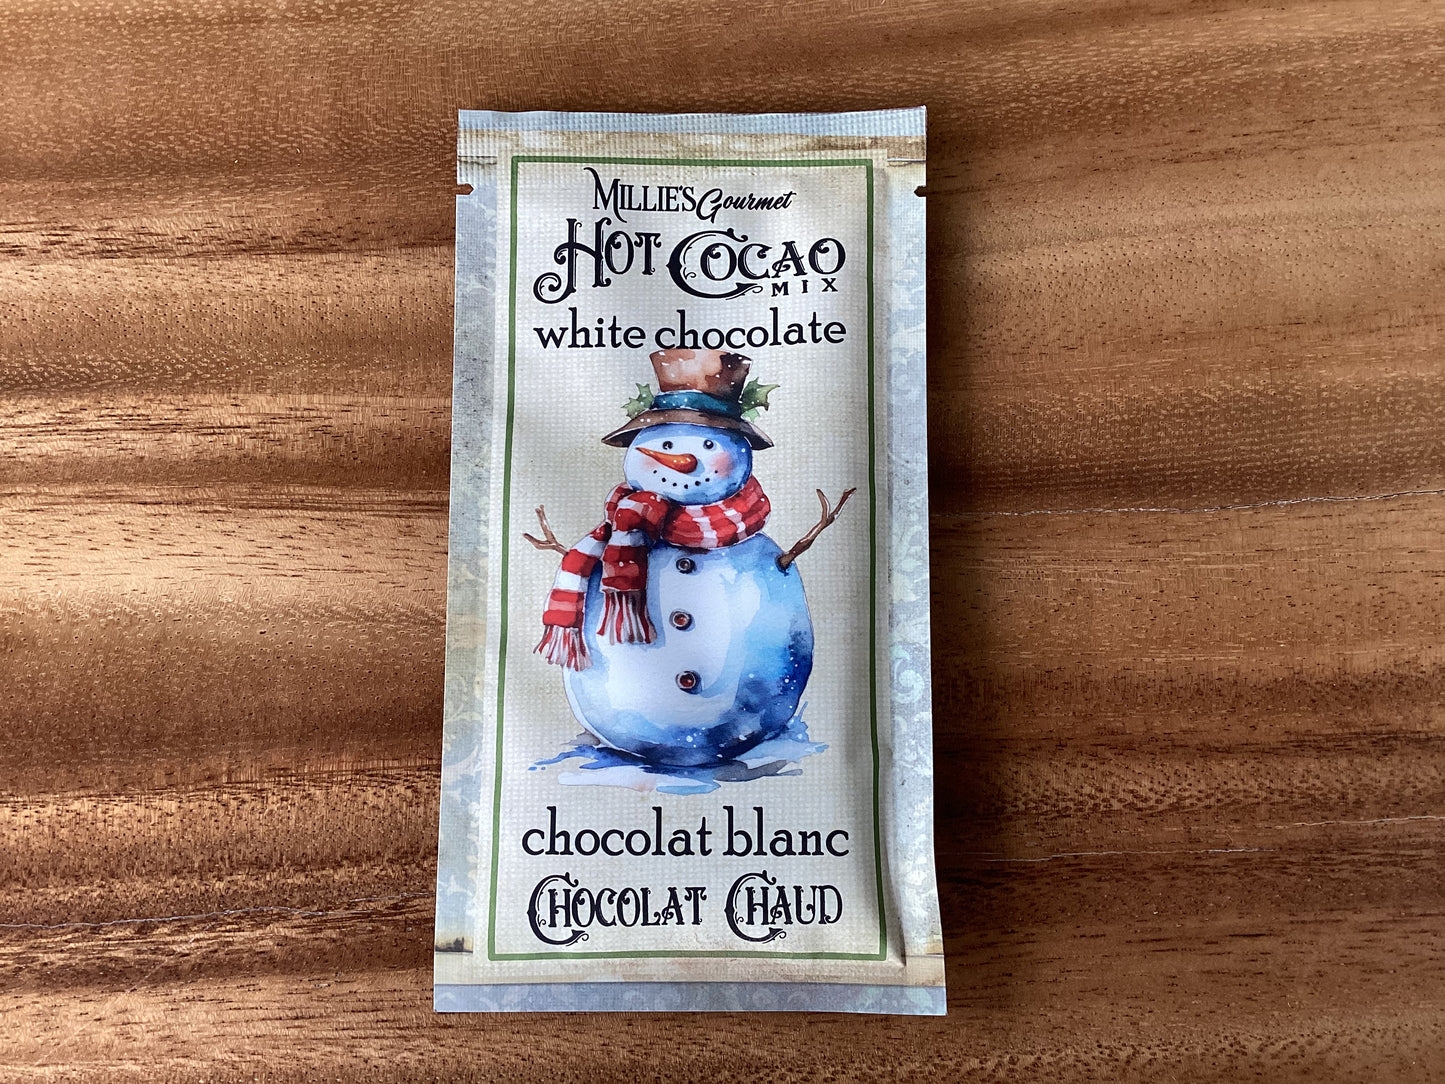 MILLIE'S Gourmet
HOT COCAO
MIX
white chocolate
chocolat blanc
CHOCOLAT CHAUD